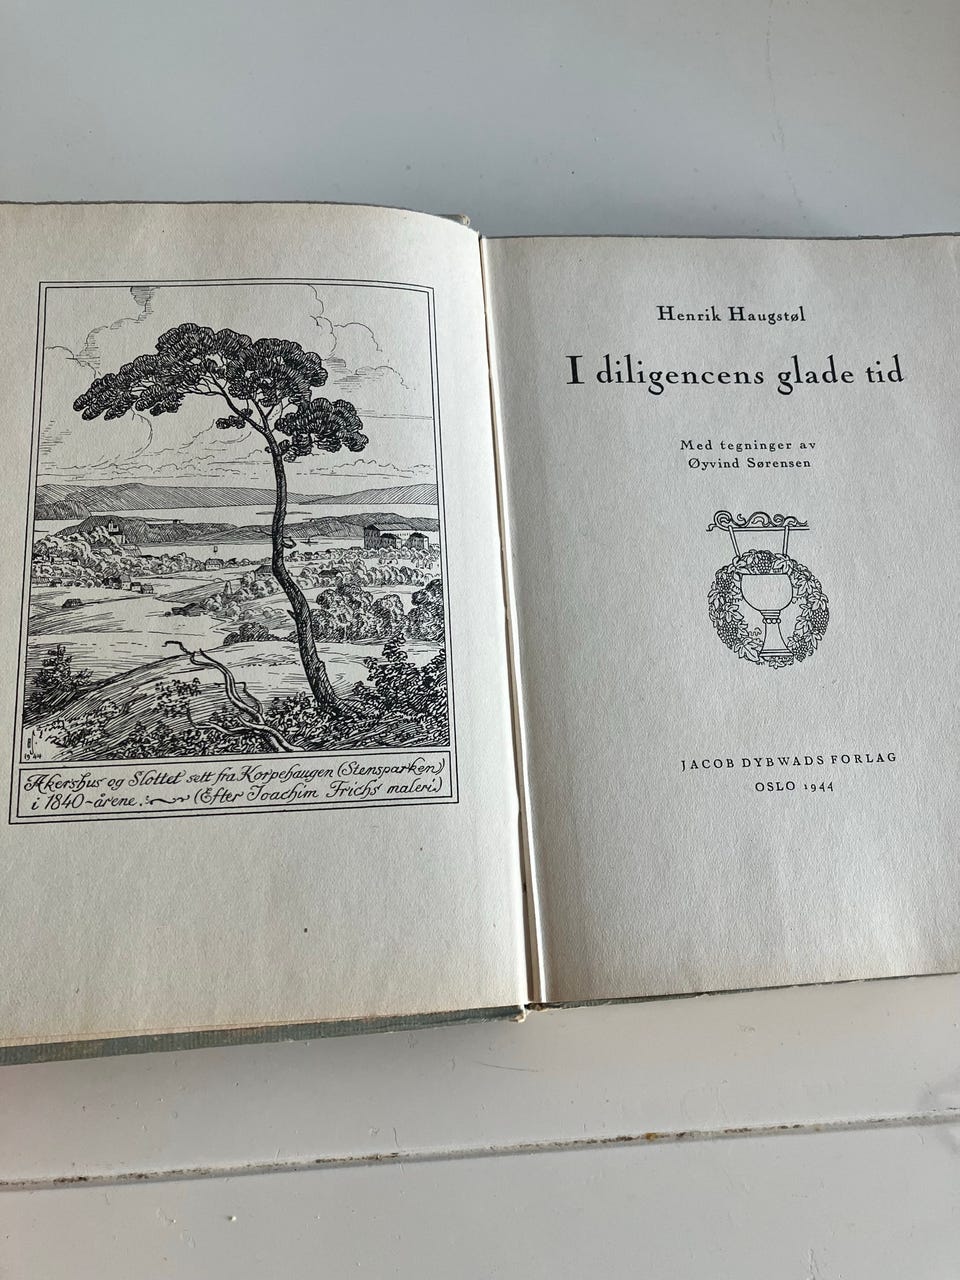 Akershus og Slottet sett fra Korpehaugen (Stensparken)
i 1840-årene. (Efter Joachim Frichs' maleri.)
Henrik Haugstøl
I diligencens glade tid
Med tegninger av
Øyvind Sørensen
JACOB DYBWADS FORLAG
OSLO 1944